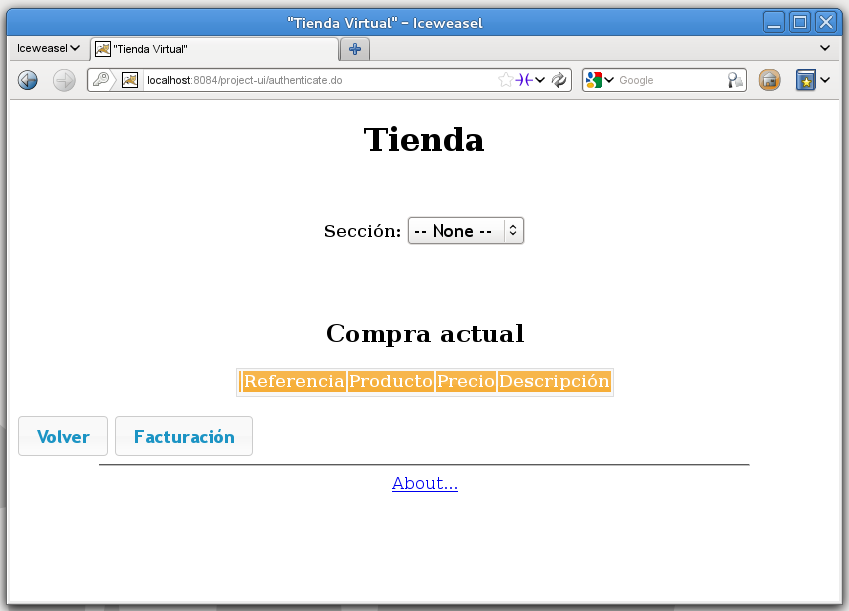 "Tienda Virtual" - Iceweasel
Iceweasel "Tienda Virtual"
localhost:8084/project-ui/authenticate.do Google
Tienda
Sección: -- None --
Compra actual
Referencia Producto Precio Descripción
Volver Facturación
About...